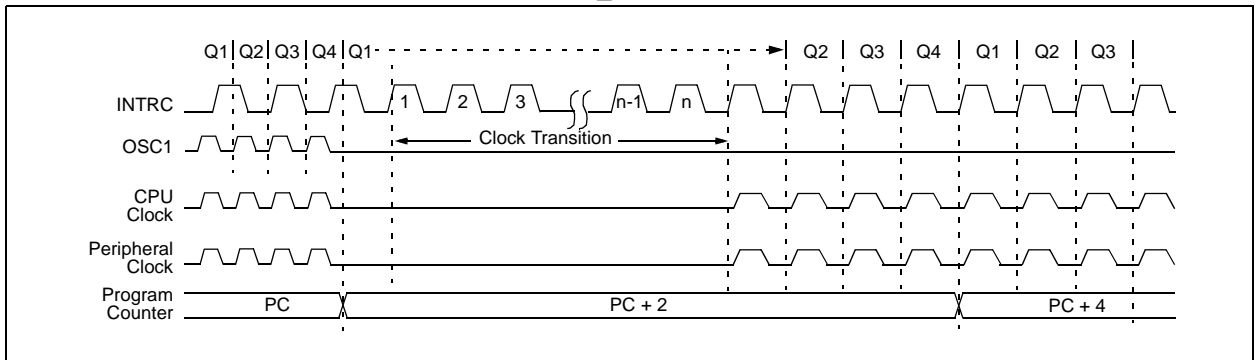 Q1 Q2 Q3 Q4 Q1 Q2 Q3 Q4 Q1 Q2 Q3
INTRC 1 2 3 n-1 n
OSC1 Clock Transition
CPU
Clock
Peripheral
Clock
Program
Counter PC PC + 2 PC + 4